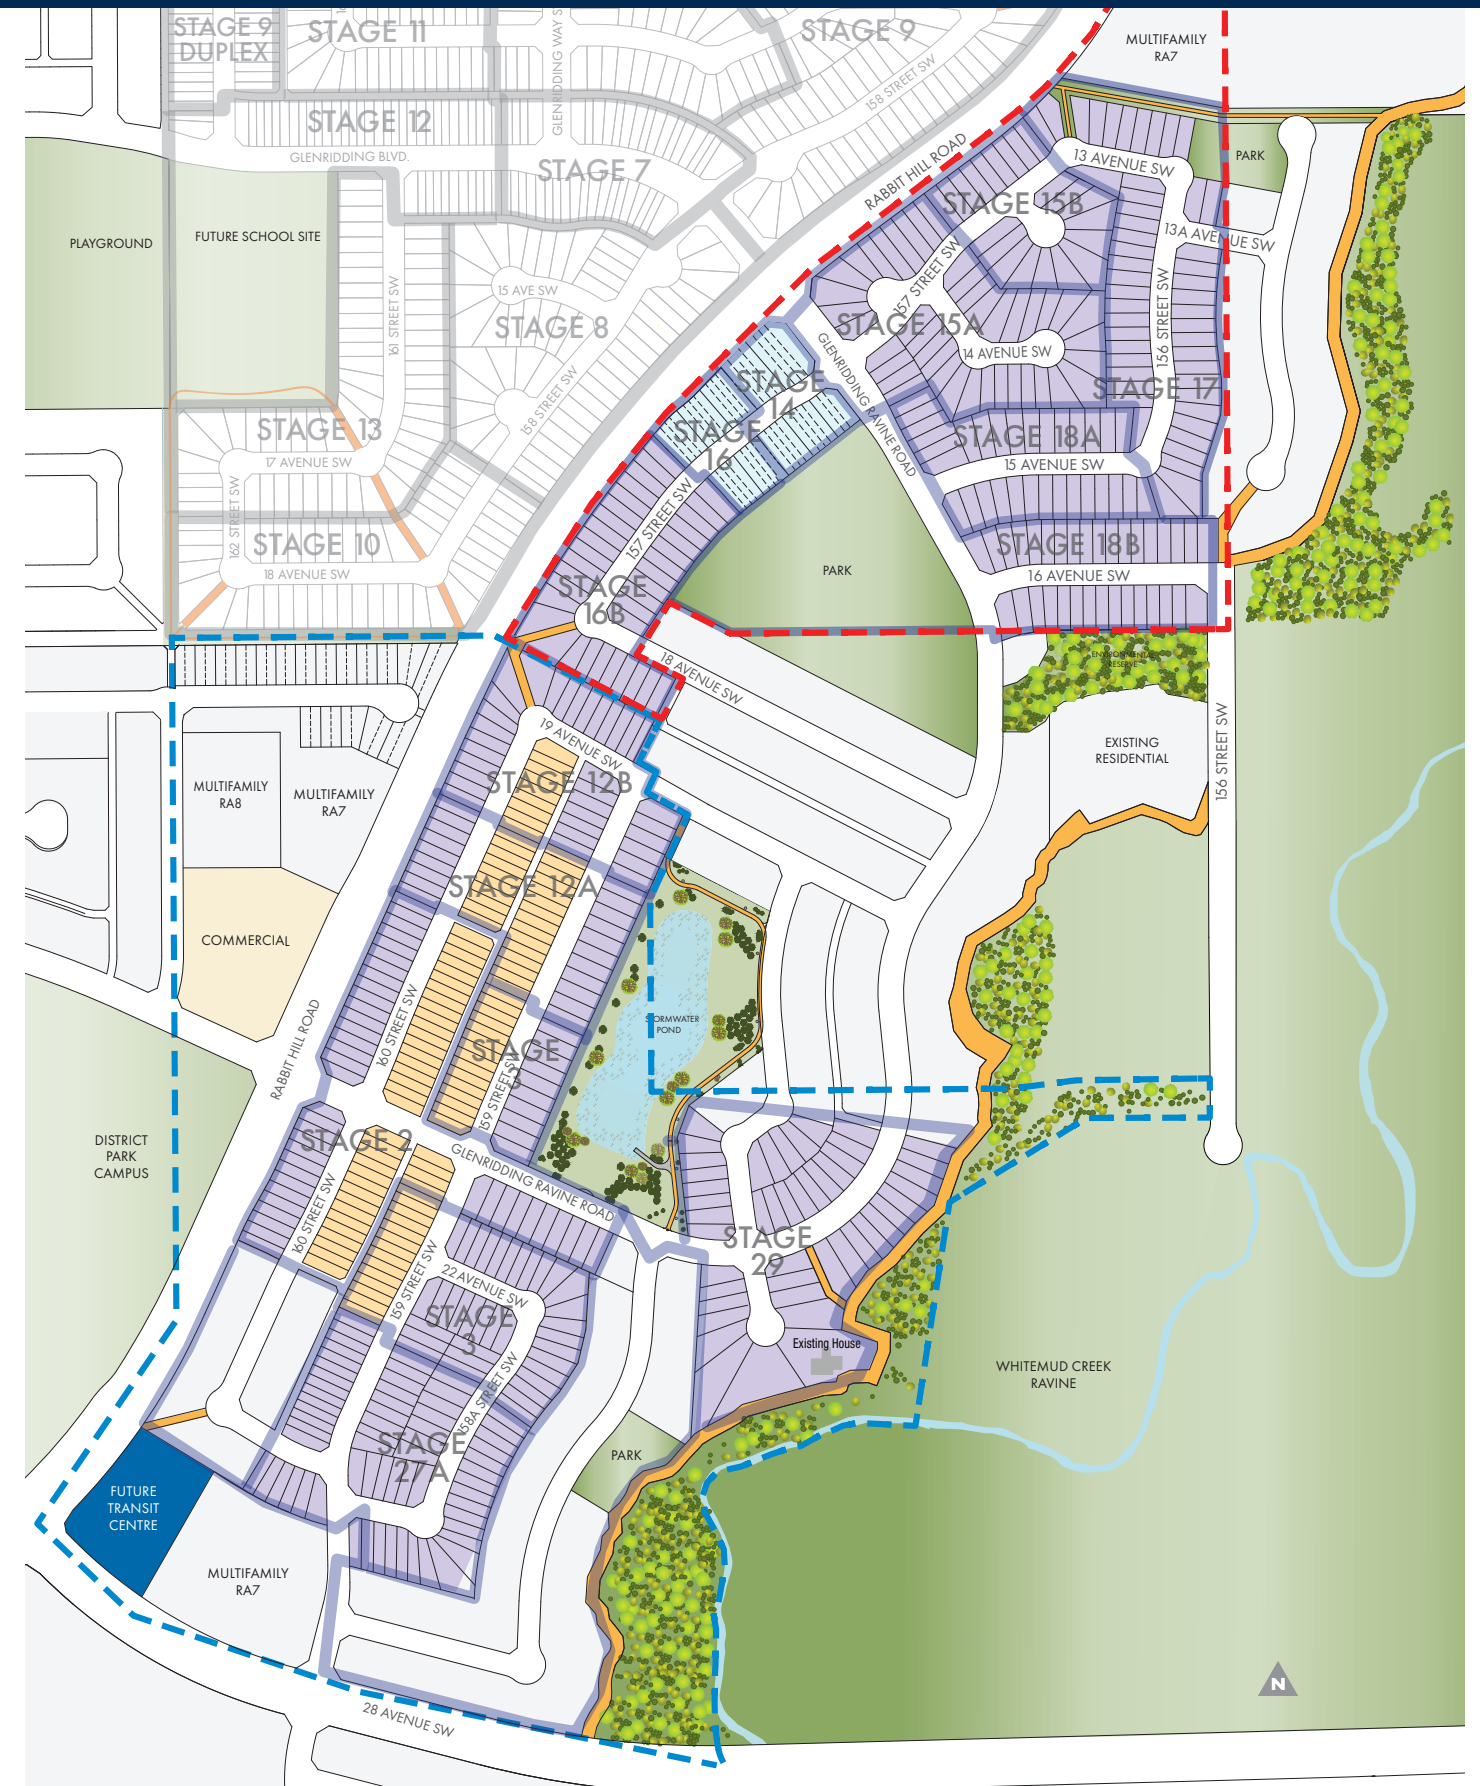 STAGE 9
DUPLEX
STAGE 11
GLENRIDDING WAY S
STAGE 9
158 STREET SW
MULTIFAMILY
RA7
STAGE 12
GLENRIDDING BLVD.
STAGE 7
RABBIT HILL ROAD
13 AVENUE SW
PARK
PLAYGROUND
FUTURE SCHOOL SITE
STAGE 15B
13A AVENUE SW
161 STREET SW
15 AVE SW
STAGE 8
157 STREET SW
STAGE 15A
156 STREET SW
GLENRIDDING RAVINE ROAD
14 AVENUE SW
158 STREET SW
STAGE
14
STAGE 17
STAGE 13
17 AVENUE SW
STAGE
16
STAGE 18A
15 AVENUE SW
162 STREET SW
157 STREET SW
STAGE 10
18 AVENUE SW
STAGE 18B
16 AVENUE SW
PARK
STAGE
16B
18 AVENUE SW
ENVIRONMENTAL
RESERVE
19 AVENUE SW
EXISTING
RESIDENTIAL
156 STREET SW
MULTIFAMILY
RA8
MULTIFAMILY
RA7
STAGE 12B
STAGE 12A
COMMERCIAL
RABBIT HILL ROAD
160 STREET SW
STORMWATER
POND
STAGE
3
159 STREET SW
DISTRICT
PARK
CAMPUS
STAGE 2
GLENRIDDING RAVINE ROAD
160 STREET SW
STAGE
29
159 STREET SW
22 AVENUE SW
STAGE
3
Existing House
158A STREET SW
WHITEMUD CREEK
RAVINE
STAGE
27A
PARK
FUTURE
TRANSIT
CENTRE
MULTIFAMILY
RA7
28 AVENUE SW
N